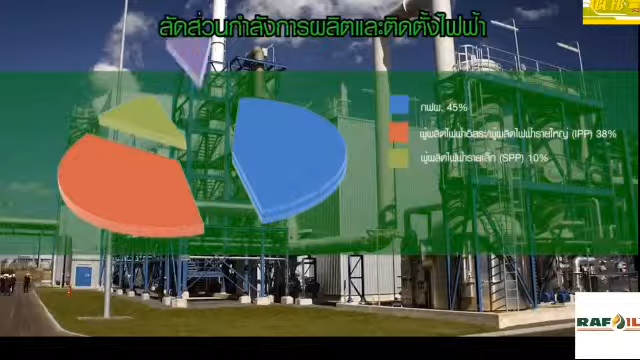 สัดส่วนกำลังการผลิตและติดตั้งไฟฟ้า
กฟผ. 45%
ผู้ผลิตไฟฟ้าอิสระ/ผู้ผลิตไฟฟ้ารายใหญ่ (IPP) 38%
ผู้ผลิตไฟฟ้ารายเล็ก (SPP) 10%
RAF OIL